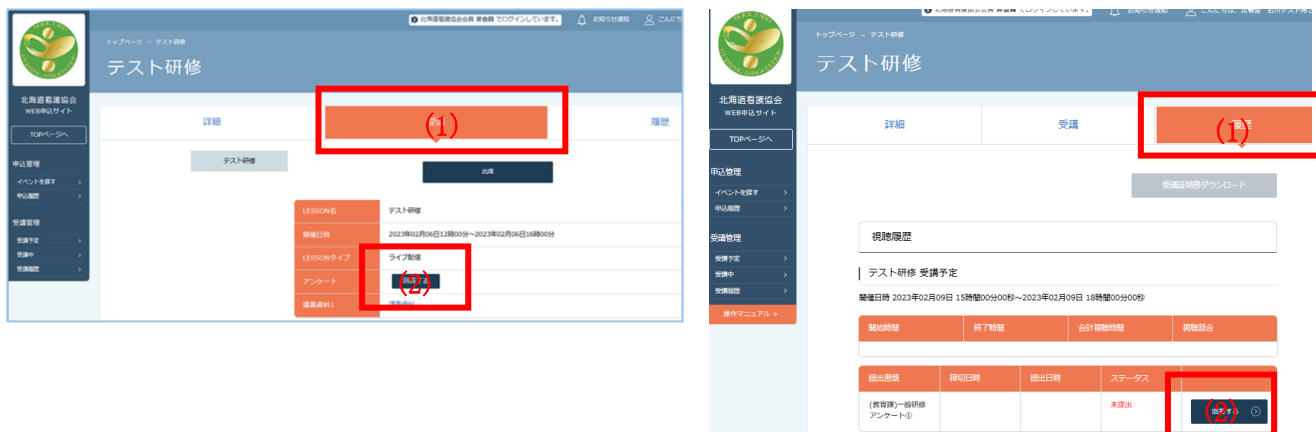 北海道看護協会会員 非会員 でログインしています。
お知らせ通知
こんにち
トップページ － テスト研修
テスト研修
北海道看護協会
WEB申込サイト
TOPページへ
申込管理
イベントを探す
申込履歴
受講管理
受講予定
受講中
受講履歴
詳細
(1)
履歴
テスト研修
出席
LESSON名
テスト研修
開催日時
2023年02月06日12時00分～2023年02月06日16時00分
LESSONタイプ
ライブ配信
アンケート
(2)
講義資料1
講義資料
トップページ － テスト研修
テスト研修
北海道看護協会
WEB申込サイト
TOPページへ
申込管理
イベントを探す
申込履歴
受講管理
受講予定
受講中
受講履歴
操作マニュアル >
詳細
受講
(1)
受講証明書ダウンロード
視聴履歴
テスト研修 受講予定
開催日時 2023年02月09日 15時間00分00秒～2023年02月09日 18時間00分00秒
開始時間
終了時間
合計視聴時間
視聴割合
提出書類
締切日時
提出日時
ステータス
(教育課)一般研修
アンケート①
未提出
(2)